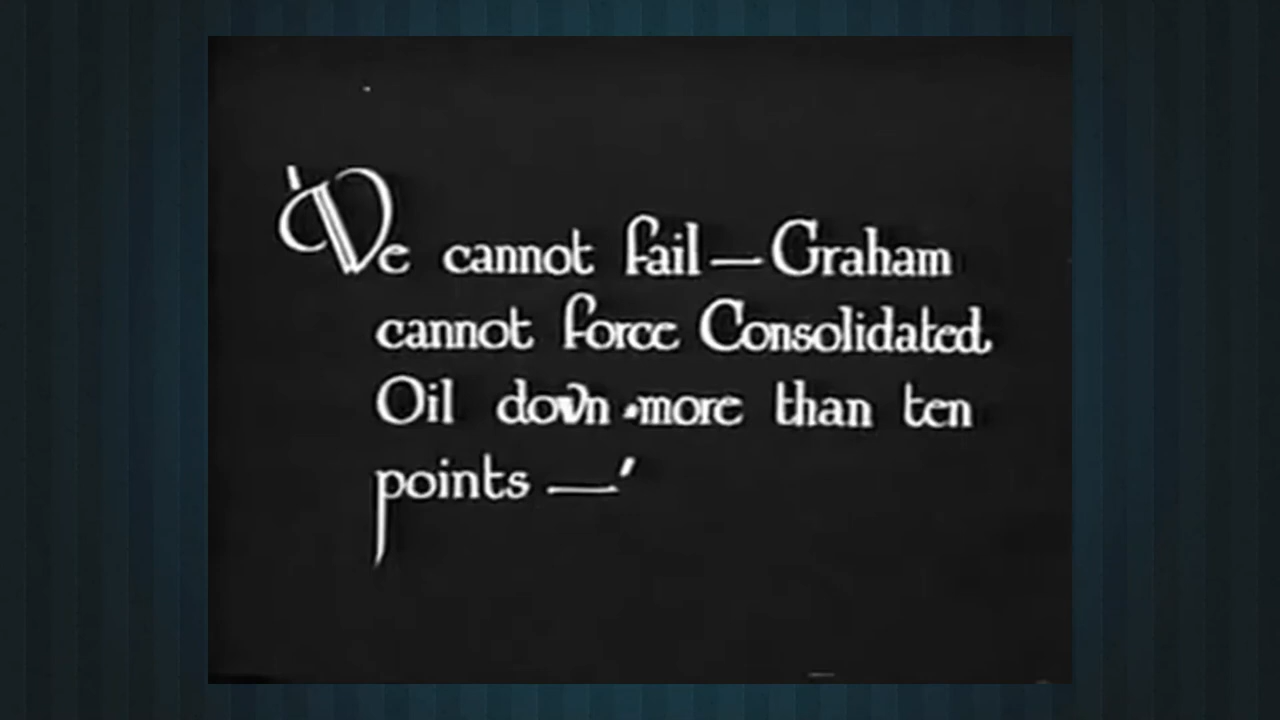 'We cannot fail — Graham
cannot force Consolidated
Oil down more than ten
points —'